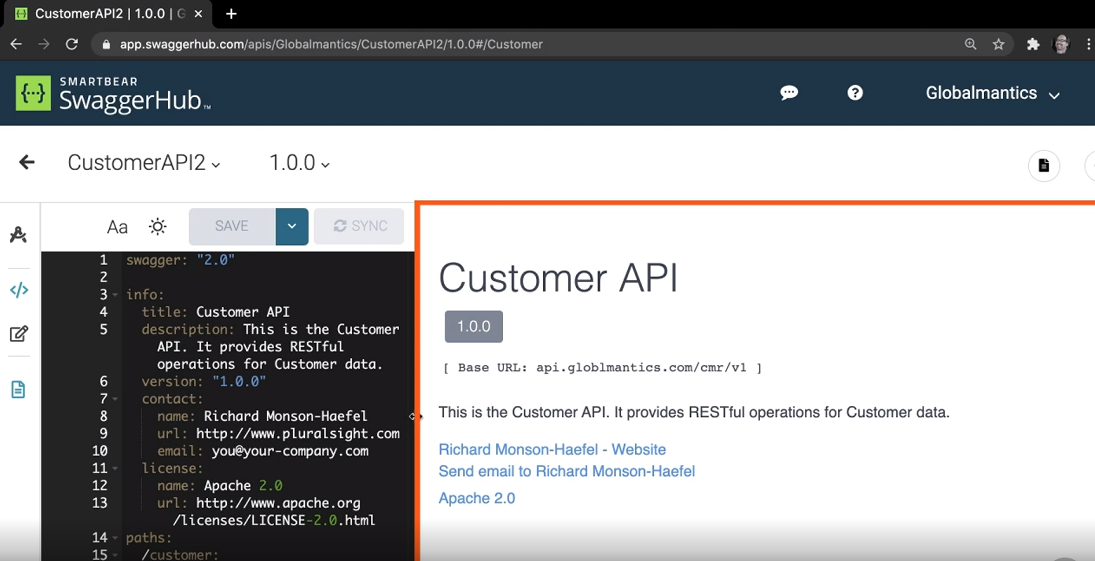 CustomerAPI2 | 1.0.0 | G
app.swaggerhub.com/apis/Globalmantics/CustomerAPI2/1.0.0#/Customer
SMARTBEAR
SwaggerHub™
Globalmantics
CustomerAPI2
1.0.0
Aa
SAVE
SYNC
1 swagger: "2.0"
2
3 info:
4 title: Customer API
5 description: This is the Customer
API. It provides RESTful
operations for Customer data.
6 version: "1.0.0"
7 contact:
8 name: Richard Monson-Haefel
9 url: http://www.pluralsight.com
10 email: you@your-company.com
11 license:
12 name: Apache 2.0
13 url: http://www.apache.org
/licenses/LICENSE-2.0.html
14 paths:
15 /customer:
Customer API
1.0.0
[ Base URL: api.globlmantics.com/cmr/v1 ]
This is the Customer API. It provides RESTful operations for Customer data.
Richard Monson-Haefel - Website
Send email to Richard Monson-Haefel
Apache 2.0